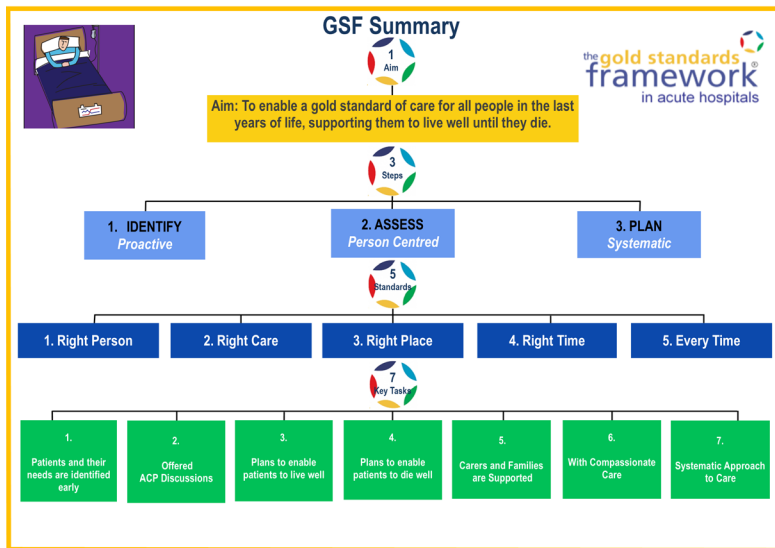 GSF Summary
1
Aim
the gold standards
framework®
in acute hospitals
Aim: To enable a gold standard of care for all people in the last
years of life, supporting them to live well until they die.
3
Steps
1. IDENTIFY
Proactive
2. ASSESS
Person Centred
3. PLAN
Systematic
5
Standards
1. Right Person
2. Right Care
3. Right Place
4. Right Time
5. Every Time
7
Key Tasks
1.
Patients and their
needs are identified
early
2.
Offered
ACP Discussions
3.
Plans to enable
patients to live well
4.
Plans to enable
patients to die well
5.
Carers and Families
are Supported
6.
With Compassionate
Care
7.
Systematic Approach
to Care